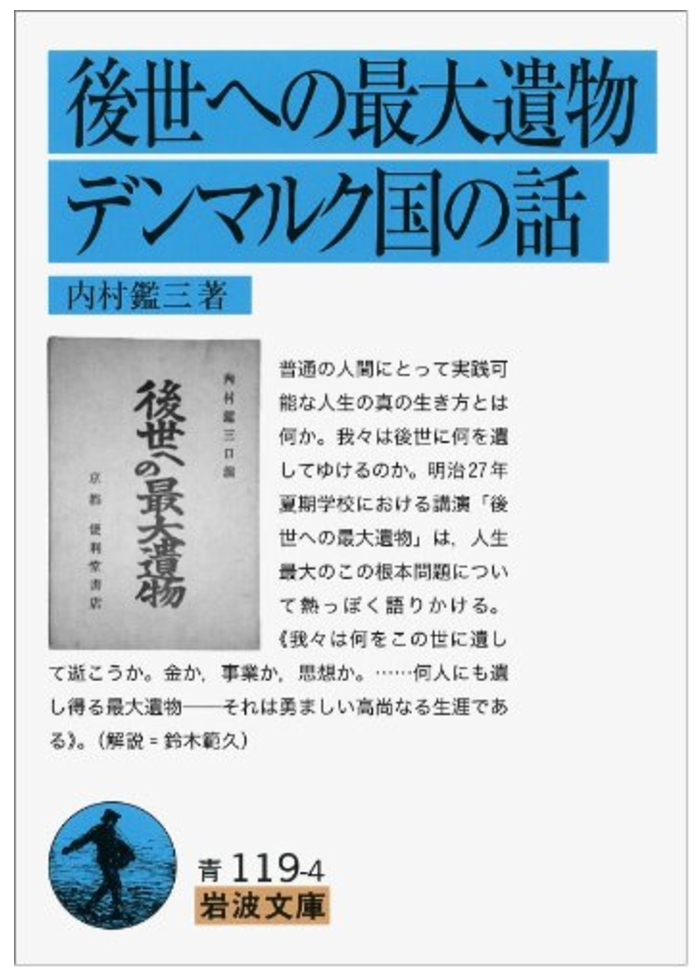 後世への最大遺物
デンマルク国の話
内村鑑三著
内村鑑三口演
後世への最大遺物
京都 便利堂書店
普通の人間にとって実践可
能な人生の真の生き方とは
何か。我々は後世に何を遺
してゆけるのか。明治27年
夏期学校における講演「後
世への最大遺物」は，人生
最大のこの根本問題につい
て熱っぽく語りかける。
《我々は何をこの世に遺し
て逝こうか。金か，事業か，思想か。……何人にも遺
し得る最大遺物――それは勇ましい高尚なる生涯であ
る》。（解説＝鈴木範久）
青 119-4
岩波文庫